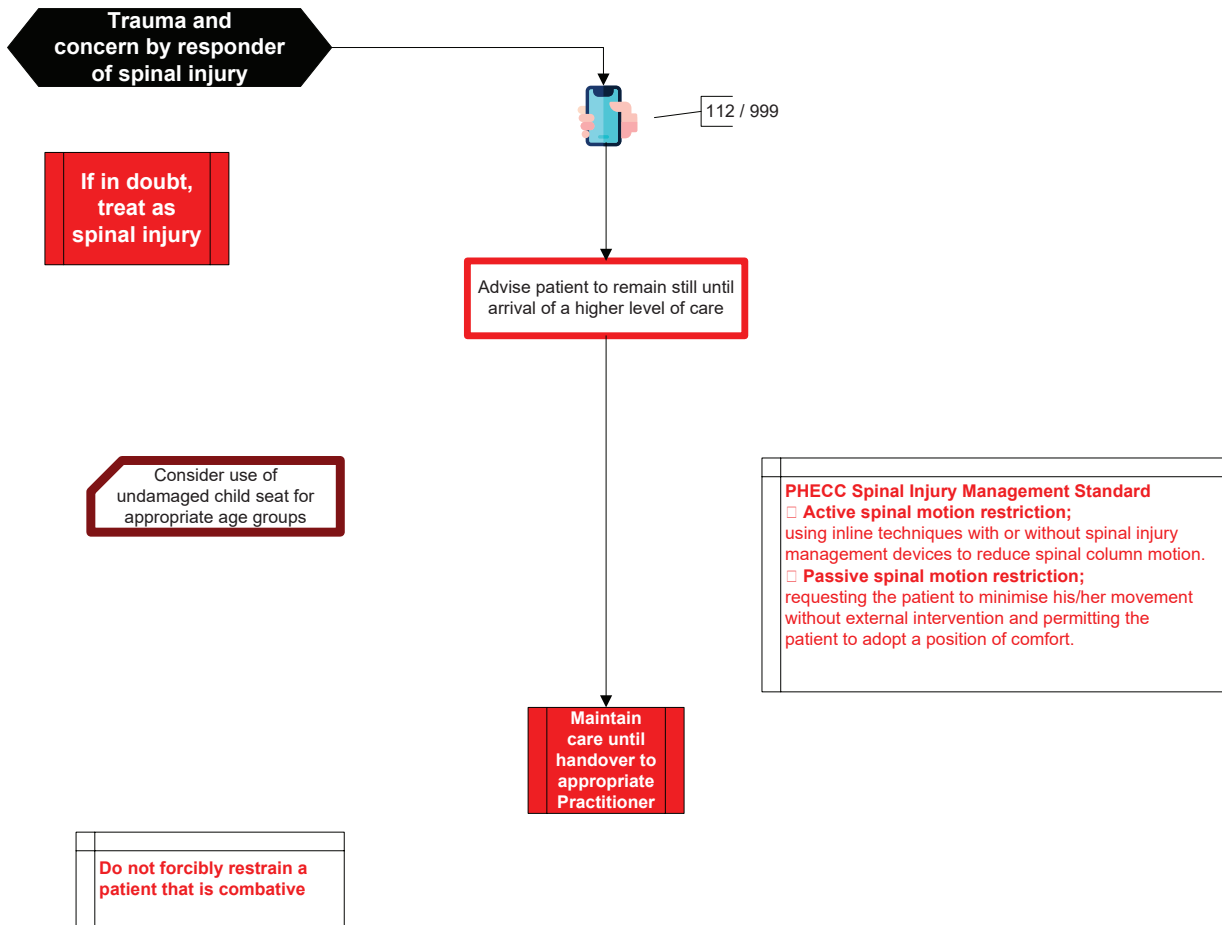 Trauma and
concern by responder
of spinal injury
112 / 999
If in doubt,
treat as
spinal injury
Advise patient to remain still until
arrival of a higher level of care
Consider use of
undamaged child seat for
appropriate age groups
PHECC Spinal Injury Management Standard
□ Active spinal motion restriction;
using inline techniques with or without spinal injury
management devices to reduce spinal column motion.
□ Passive spinal motion restriction;
requesting the patient to minimise his/her movement
without external intervention and permitting the
patient to adopt a position of comfort.
Maintain
care until
handover to
appropriate
Practitioner
Do not forcibly restrain a
patient that is combative